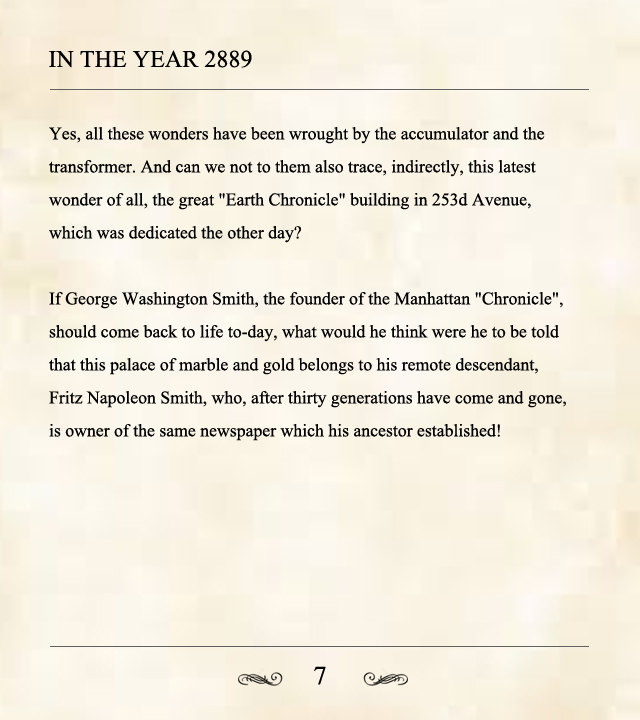 IN THE YEAR 2889
Yes, all these wonders have been wrought by the accumulator and the
transformer. And can we not to them also trace, indirectly, this latest
wonder of all, the great "Earth Chronicle" building in 253d Avenue,
which was dedicated the other day?
If George Washington Smith, the founder of the Manhattan "Chronicle",
should come back to life to-day, what would he think were he to be told
that this palace of marble and gold belongs to his remote descendant,
Fritz Napoleon Smith, who, after thirty generations have come and gone,
is owner of the same newspaper which his ancestor established!
7